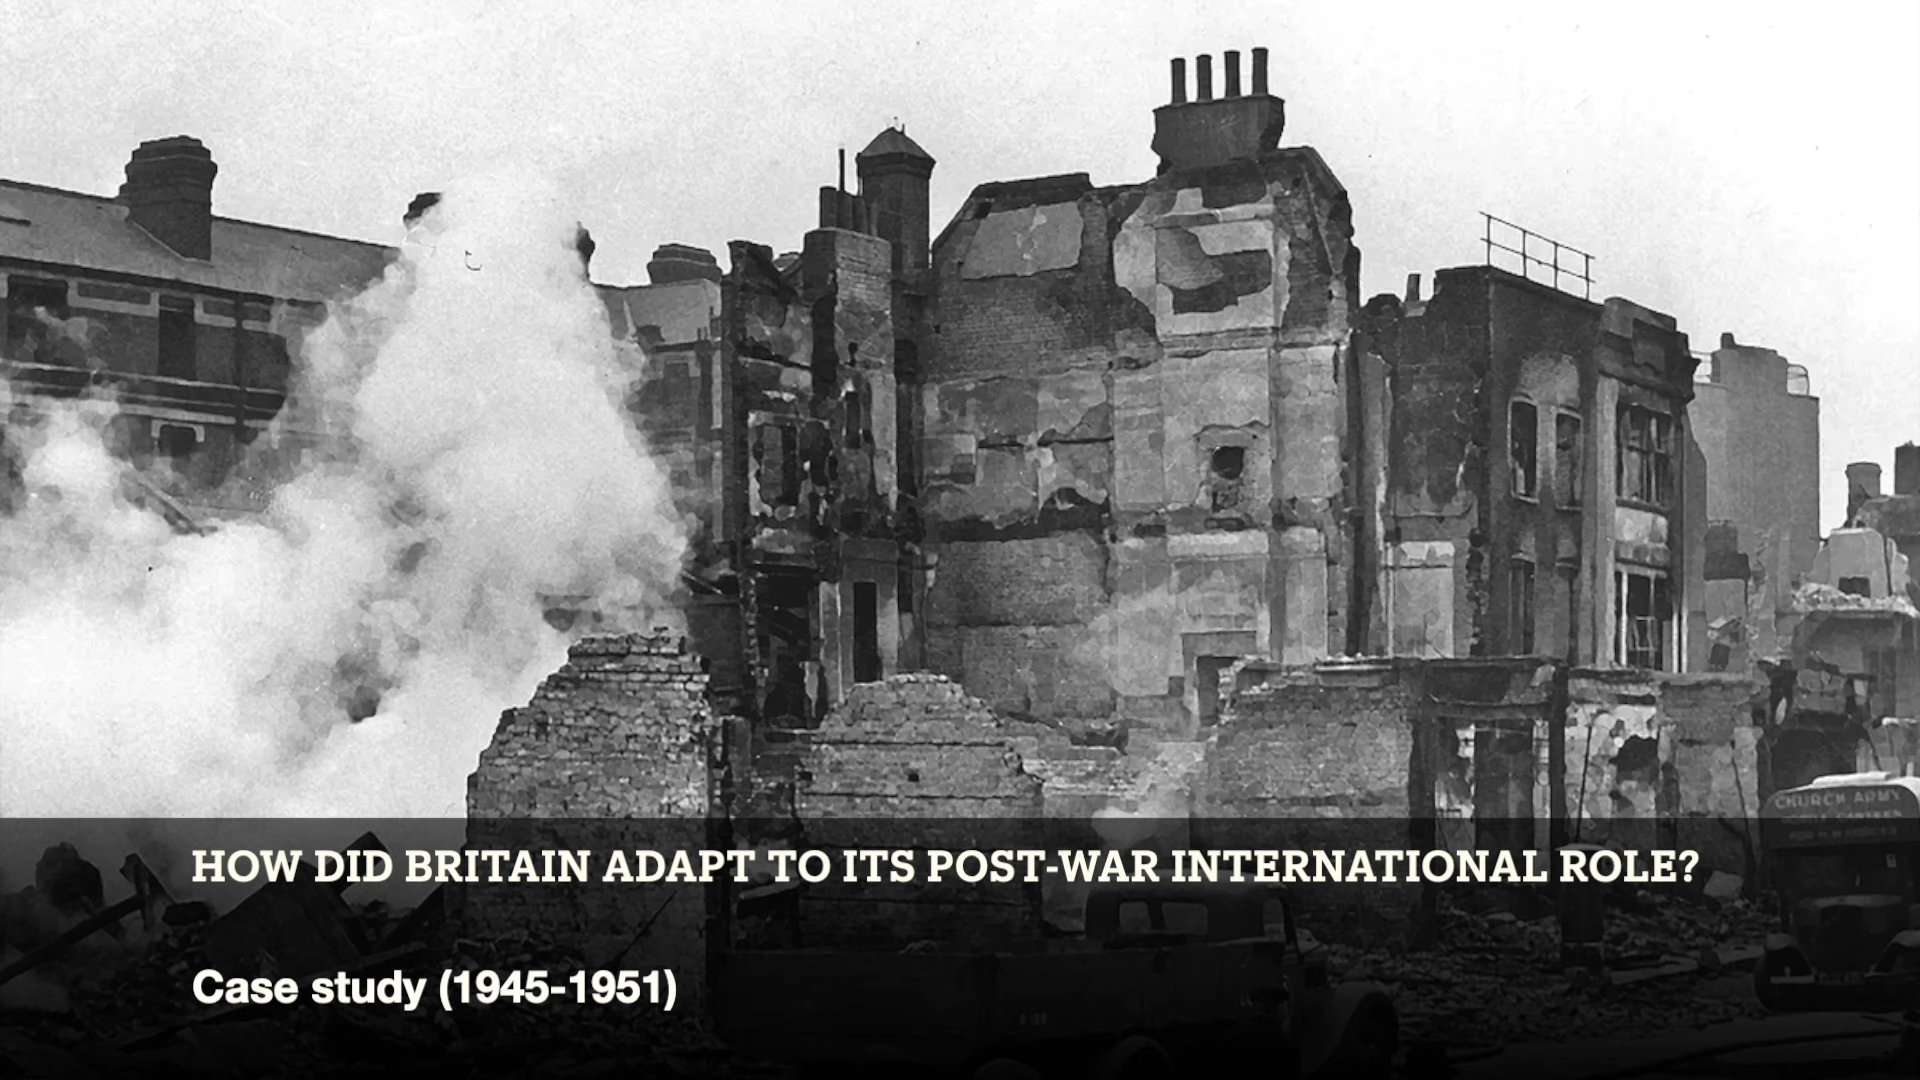 CHURCH ARMY
HOW DID BRITAIN ADAPT TO ITS POST-WAR INTERNATIONAL ROLE?
Case study (1945-1951)